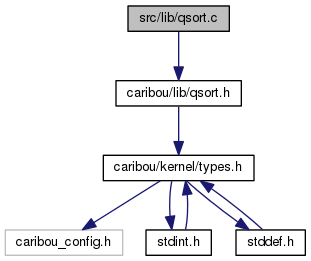 src/lib/qsort.c
caribou/lib/qsort.h
caribou/kernel/types.h
caribou_config.h
stdint.h
stddef.h